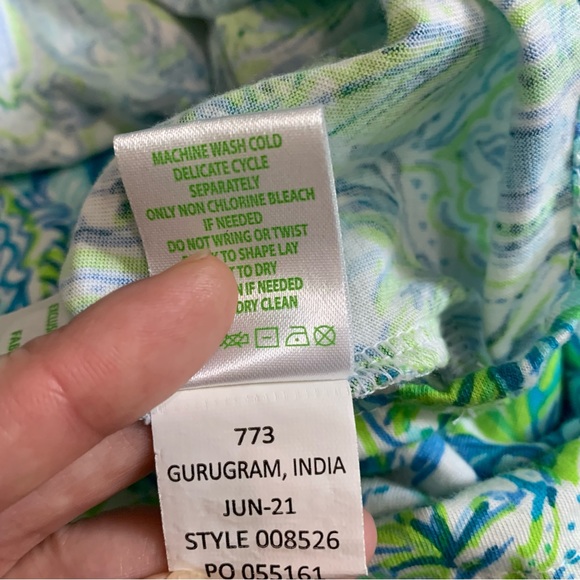 MACHINE WASH COLD
DELICATE CYCLE
SEPARATELY
ONLY NON CHLORINE BLEACH
IF NEEDED
DO NOT WRING OR TWIST
TO SHAPE LAY
TO DRY
IF NEEDED
DRY CLEAN
773
GURUGRAM, INDIA
JUN-21
STYLE 008526
PO 055161